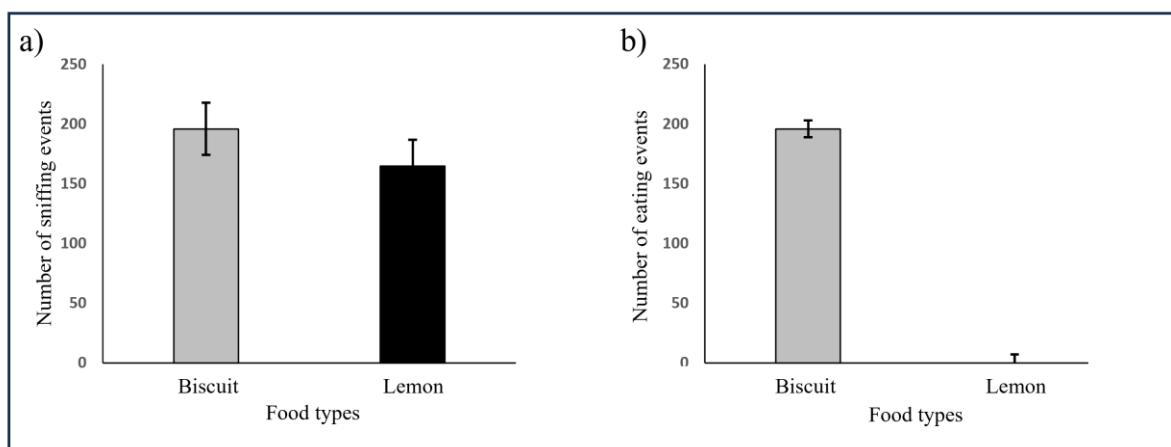 a)
250
200
150
100
50
0
Number of sniffing events
Biscuit
Lemon
Food types
b)
250
200
150
100
50
0
Number of eating events
Biscuit
Lemon
Food types